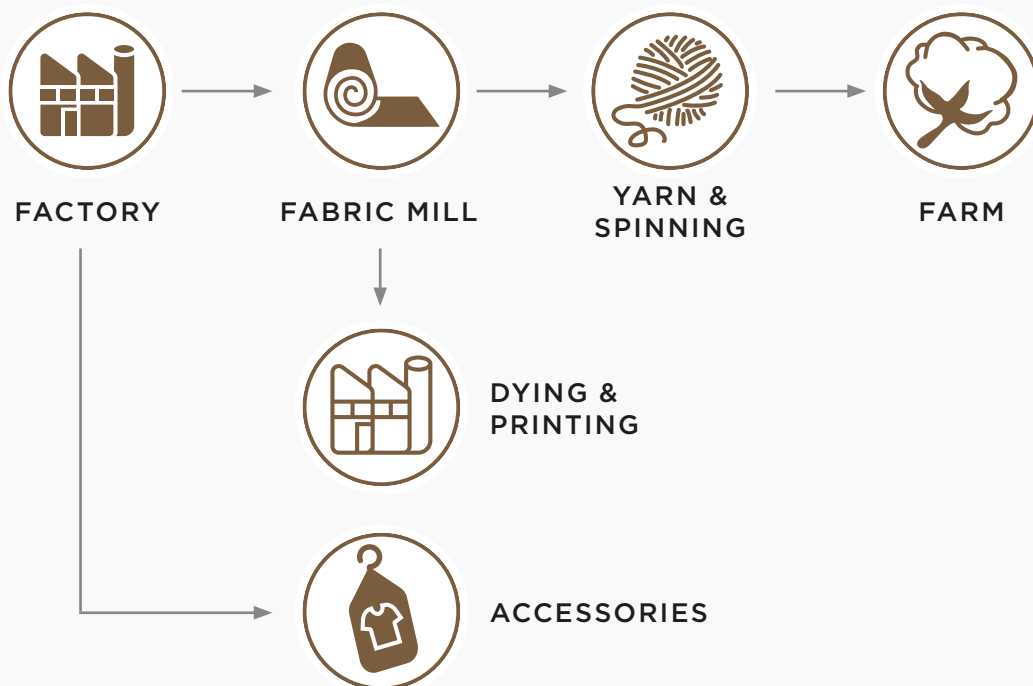 FACTORY
FABRIC MILL
YARN &
SPINNING
FARM
DYING &
PRINTING
ACCESSORIES